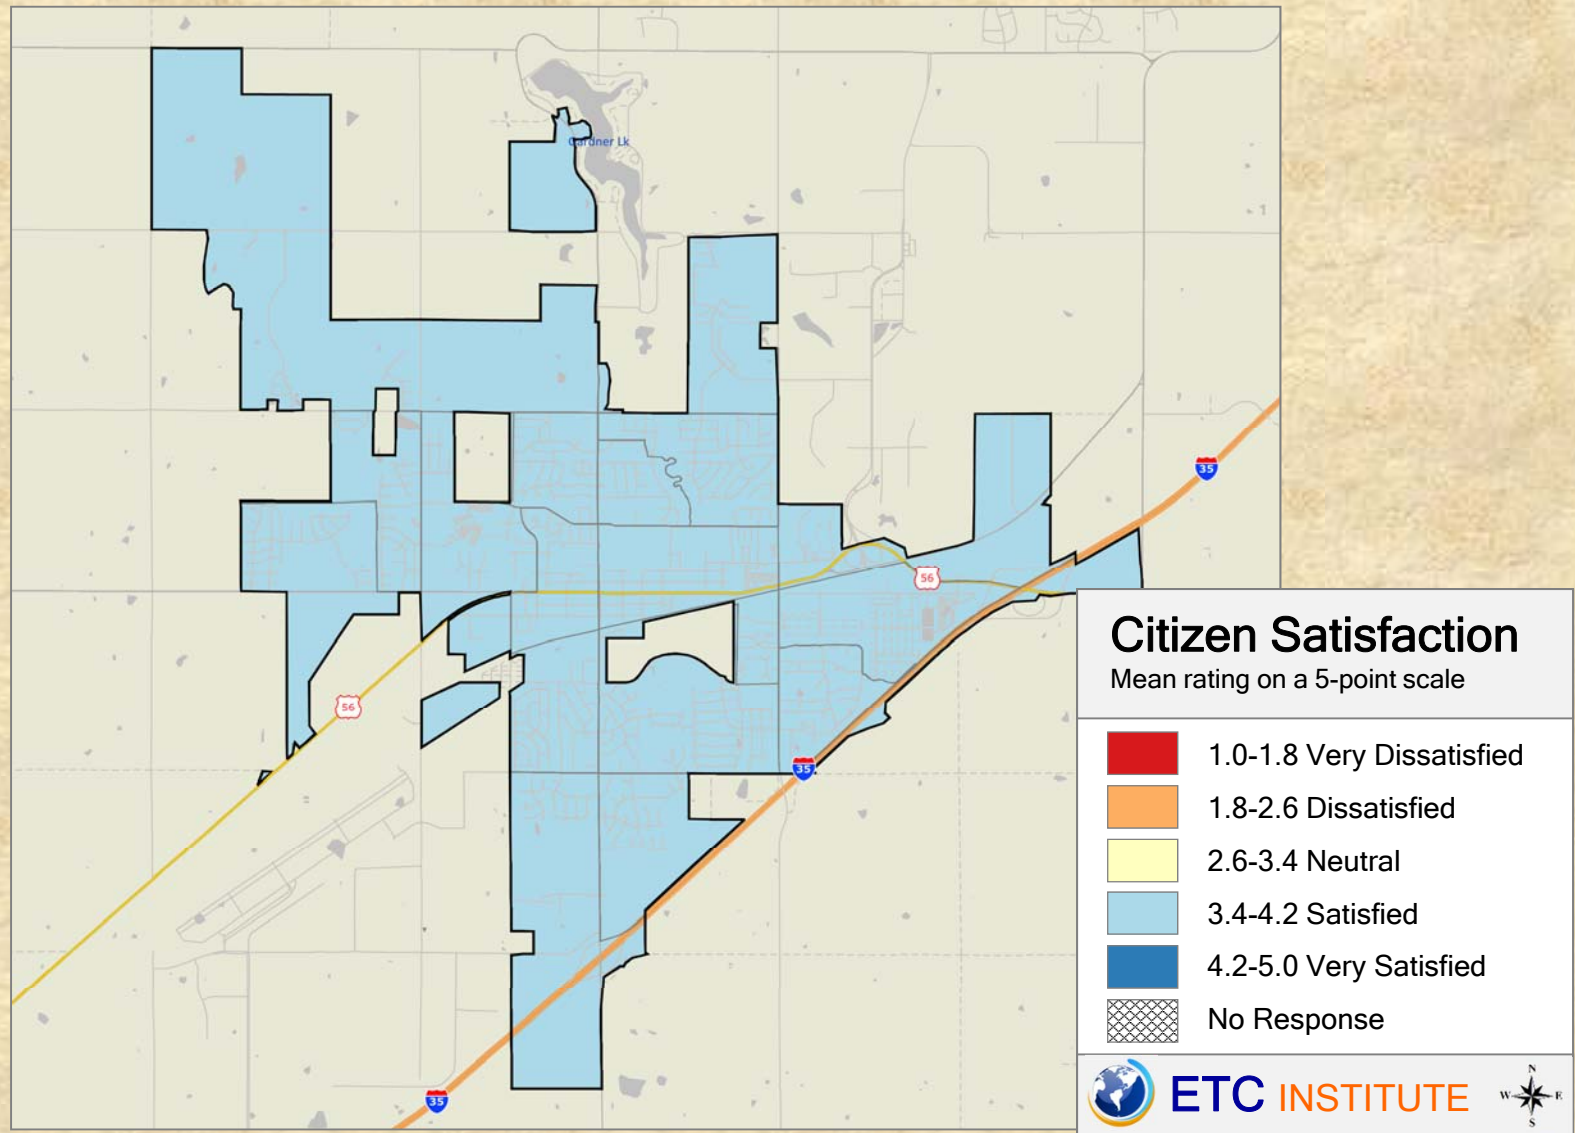 Gardner Lk
35
56
56
35
35
Citizen Satisfaction
Mean rating on a 5-point scale
1.0-1.8 Very Dissatisfied
1.8-2.6 Dissatisfied
2.6-3.4 Neutral
3.4-4.2 Satisfied
4.2-5.0 Very Satisfied
No Response
ETC INSTITUTE
N
W E
S